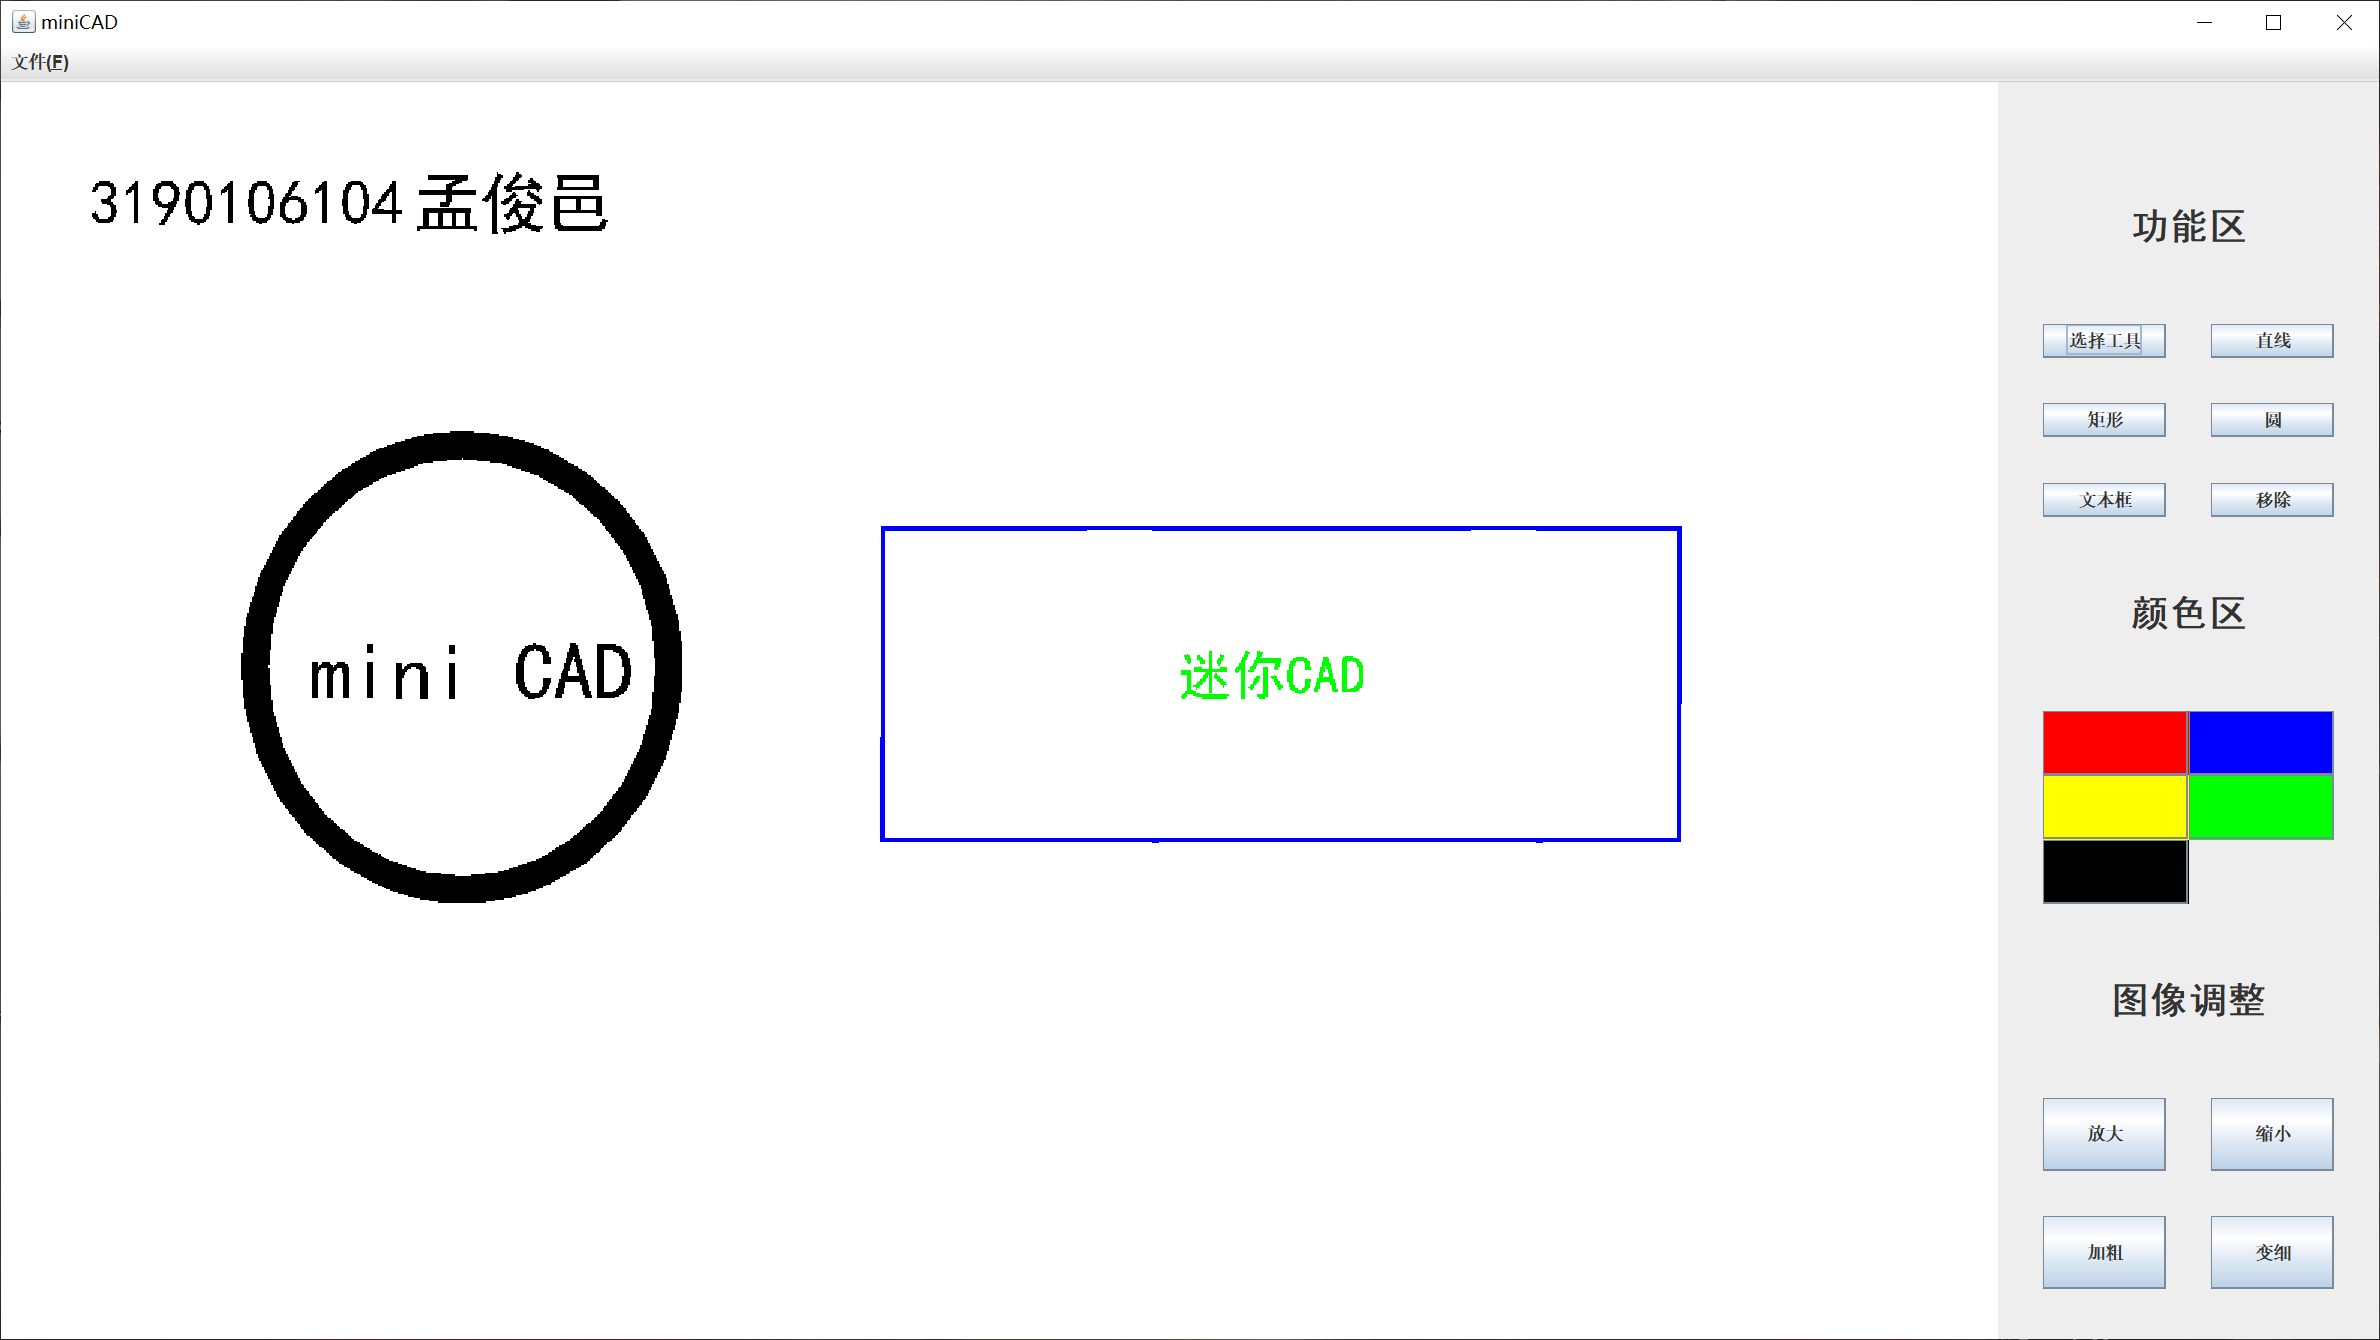 miniCAD
文件(F)
3190106104 孟俊邑
mini CAD
迷你CAD
功能区
选择工具
直线
矩形
圆
文本框
移除
颜色区
图像调整
放大
缩小
加粗
变细